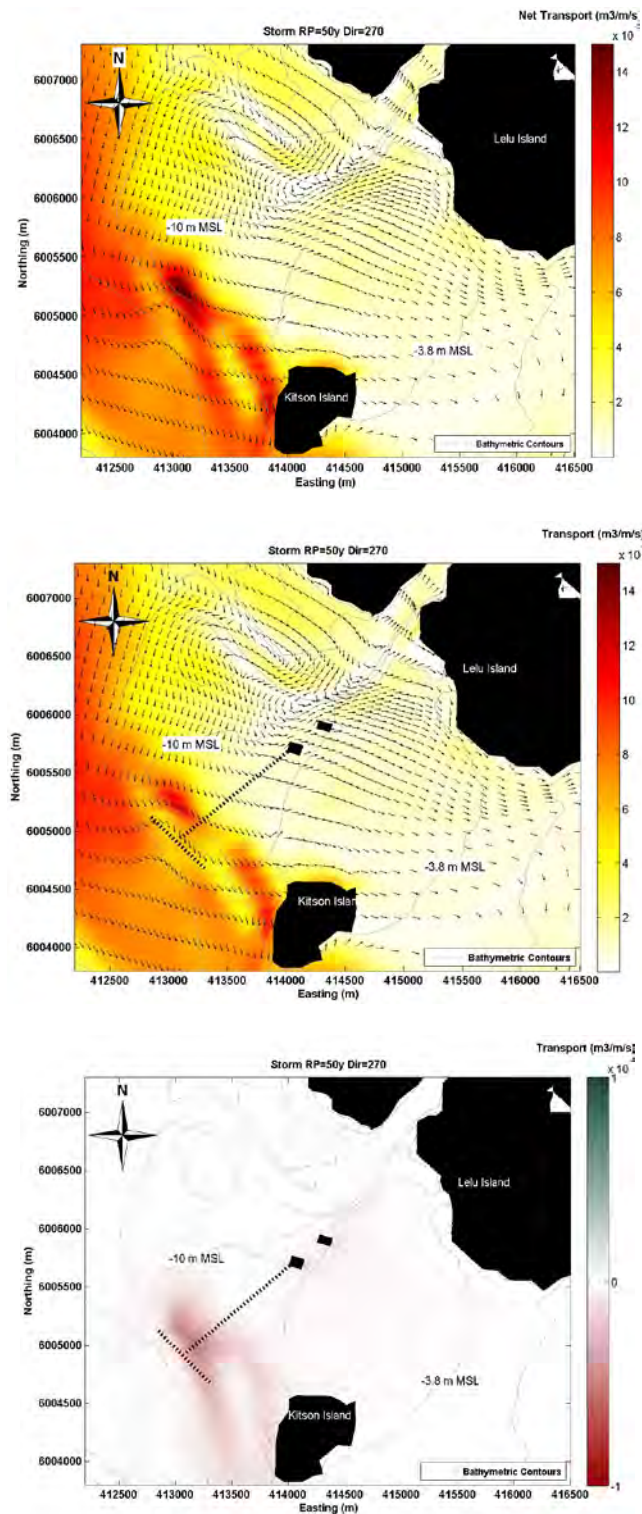 Net Transport (m3/m/s)
Storm RP=50y Dir=270
x 10
N
6007000
6006500
6006000
6005500
6005000
6004500
6004000
Northing (m)
Lelu Island
-10 m MSL
-3.8 m MSL
Kitson Island
Bathymetric Contours
14
12
10
8
6
4
2
412500 413000 413500 414000 414500 415000 415500 416000 416500
Easting (m)
Transport (m3/m/s)
Storm RP=50y Dir=270
x 10
N
6007000
6006500
6006000
6005500
6005000
6004500
6004000
Northing (m)
Lelu Island
-10 m MSL
-3.8 m MSL
Kitson Islan
Bathymetric Contours
14
12
10
8
6
4
2
412500 413000 413500 414000 414500 415000 415500 416000 416500
Easting (m)
Transport (m3/m/s)
Storm RP=50y Dir=270
x 10
N
6007000
6006500
6006000
6005500
6005000
6004500
6004000
Northing (m)
Lelu Island
-10 m MSL
-3.8 m MSL
Kitson Island
Bathymetric Contours
1
0
-1
412500 413000 413500 414000 414500 415000 415500 416000 416500
Easting (m)